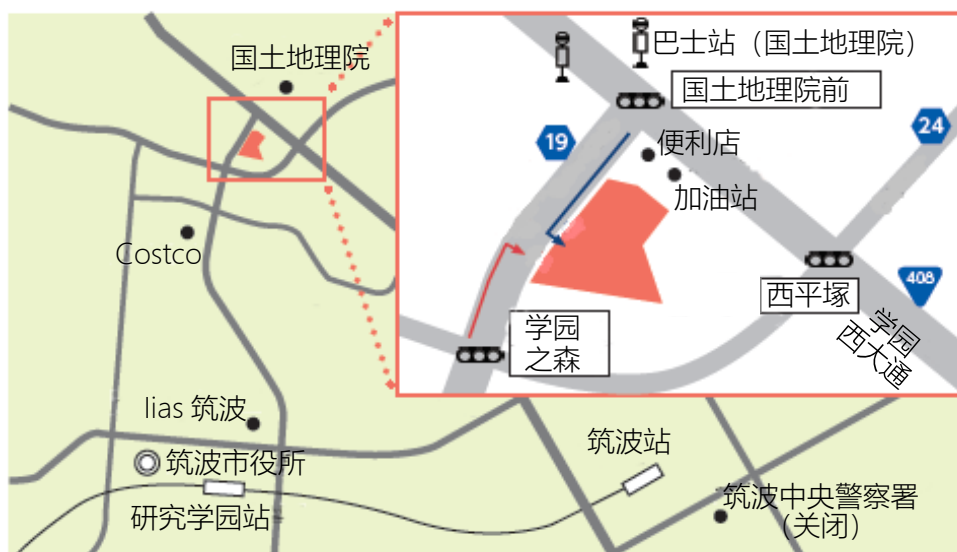 国土地理院
巴士站（国土地理院）
国土地理院前
19
24
便利店
加油站
Costco
西平塚
408
学园
西大通
学园
之森
lias 筑波
筑波市役所
研究学园站
筑波站
筑波中央警察署
（关闭）